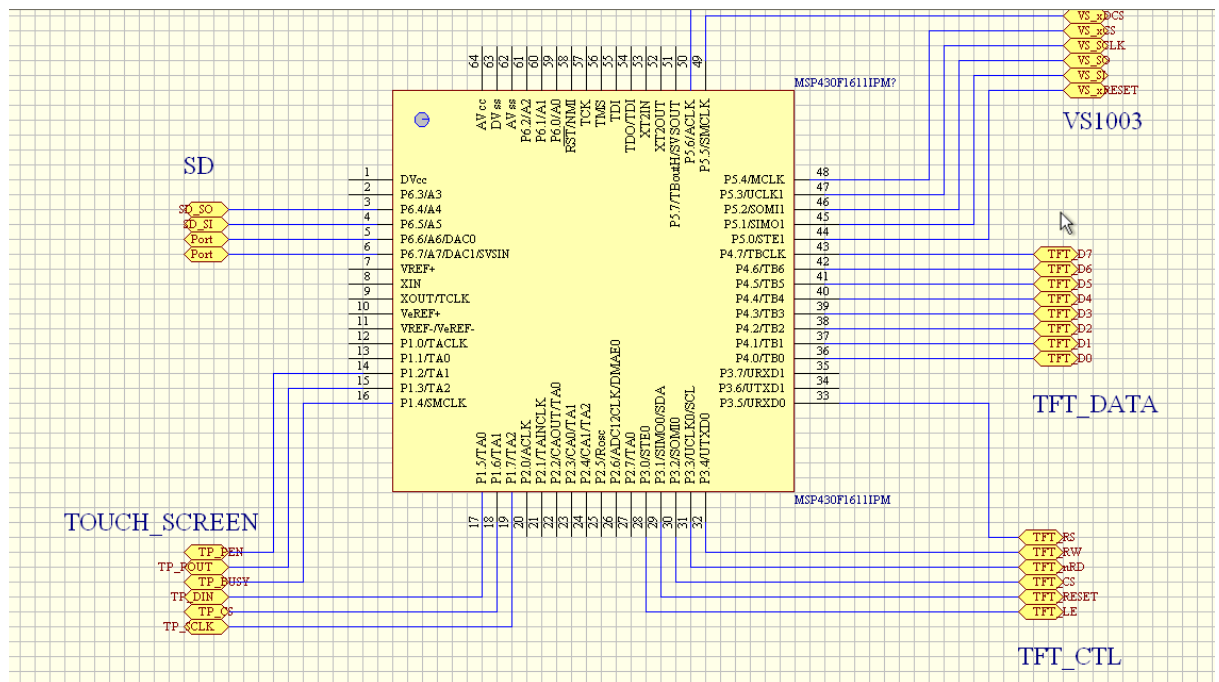 VS_xDCS
VS_xCS
VS_SCLK
VS_SO
VS_SI
VS_xRESET
VS1003
MSP430F1611IPM?
64 63 62 61 60 59 58 57 56 55 54 53 52 51 50 49
AVcc
DVss
AVss
P6.2/A2
P6.1/A1
P6.0/A0
RST/NMI
TCK
TMS
TDI
TDO/TDI
XT2IN
XT2OUT
P5.7/TBoutH/SVSOUT
P5.6/ACLK
P5.5/SMCLK
SD
SD_SO
SD_SI
Port
Port
1 DVcc
2 P6.3/A3
3 P6.4/A4
4 P6.5/A5
5 P6.6/A6/DAC0
6 P6.7/A7/DAC1/SVSIN
7 VREF+
8 XIN
9 XOUT/TCLK
10 VeREF+
11 VREF-/VeREF-
12 P1.0/TACLK
13 P1.1/TA0
14 P1.2/TA1
15 P1.3/TA2
16 P1.4/SMCLK
P5.4/MCLK 48
P5.3/UCLK1 47
P5.2/SOMI1 46
P5.1/SIMO1 45
P5.0/STE1 44
P4.7/TBCLK 43
P4.6/TB6 42
P4.5/TB5 41
P4.4/TB4 40
P4.3/TB3 39
P4.2/TB2 38
P4.1/TB1 37
P4.0/TB0 36
P3.7/URXD1 35
P3.6/UTXD1 34
P3.5/URXD0 33
TFT_D7
TFT_D6
TFT_D5
TFT_D4
TFT_D3
TFT_D2
TFT_D1
TFT_D0
TFT_DATA
P1.5/TA0
P1.6/TA1
P1.7/TA2
P2.0/ACLK
P2.1/TAINCLK
P2.2/CAOUT/TA0
P2.3/CA0/TA1
P2.4/CA1/TA2
P2.5/Rosc
P2.6/ADC12CLK/DMAE0
P2.7/TA0
P3.0/STE0
P3.1/SIMO0/SDA
P3.2/SOMI0
P3.3/UCLK0/SCL
P3.4/UTXD0
17 18 19 20 21 22 23 24 25 26 27 28 29 30 31 32
MSP430F1611IPM
TOUCH_SCREEN
TP_PEN
TP_POUT
TP_BUSY
TP_DIN
TP_CS
TP_SCLK
TFT_RS
TFT_RW
TFT_nRD
TFT_CS
TFT_RESET
TFT_LE
TFT_CTL